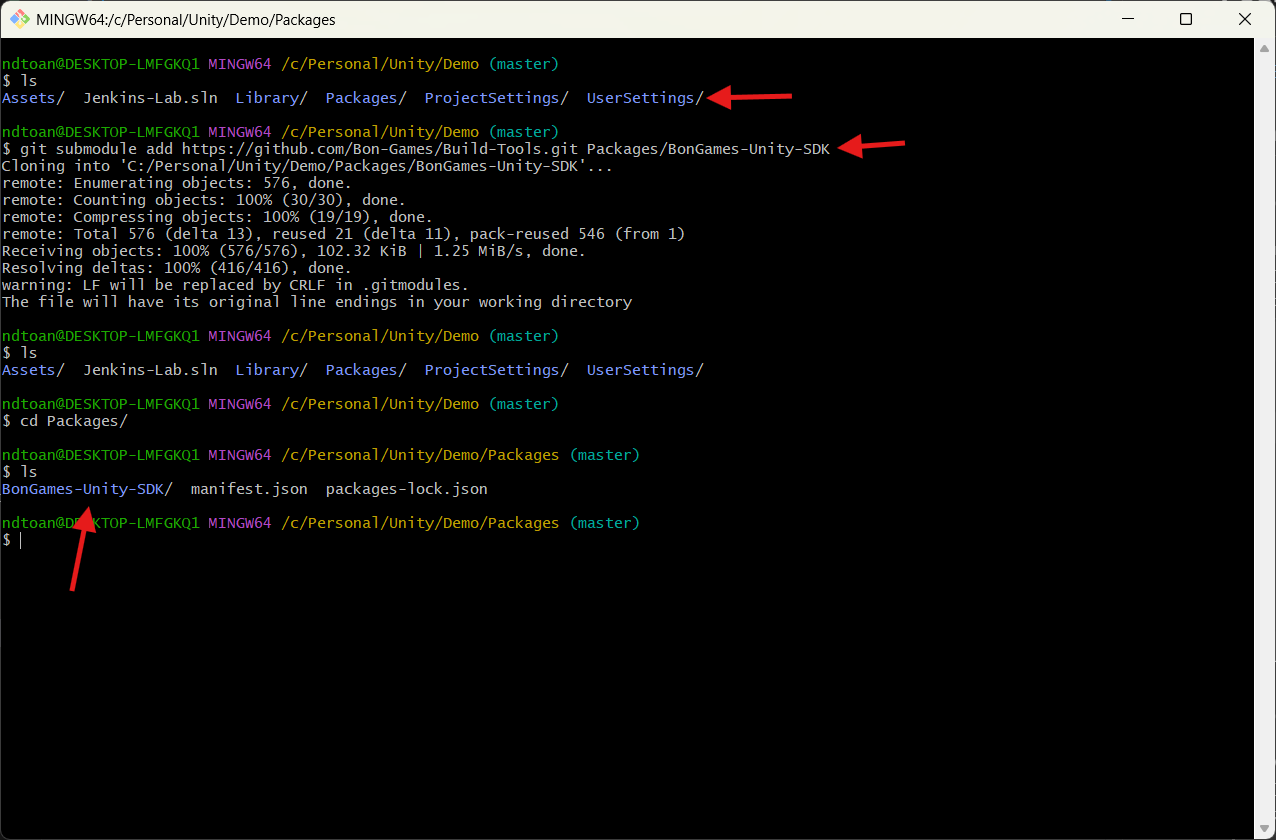 MINGW64:/c/Personal/Unity/Demo/Packages
ndtoan@DESKTOP-LMFGKQ1 MINGW64 /c/Personal/Unity/Demo (master)
$ ls
Assets/  Jenkins-Lab.sln  Library/  Packages/  ProjectSettings/  UserSettings/
ndtoan@DESKTOP-LMFGKQ1 MINGW64 /c/Personal/Unity/Demo (master)
$ git submodule add https://github.com/Bon-Games/Build-Tools.git Packages/BonGames-Unity-SDK
Cloning into 'C:/Personal/Unity/Demo/Packages/BonGames-Unity-SDK'...
remote: Enumerating objects: 576, done.
remote: Counting objects: 100% (30/30), done.
remote: Compressing objects: 100% (19/19), done.
remote: Total 576 (delta 13), reused 21 (delta 11), pack-reused 546 (from 1)
Receiving objects: 100% (576/576), 102.32 KiB | 1.25 MiB/s, done.
Resolving deltas: 100% (416/416), done.
warning: LF will be replaced by CRLF in .gitmodules.
The file will have its original line endings in your working directory
ndtoan@DESKTOP-LMFGKQ1 MINGW64 /c/Personal/Unity/Demo (master)
$ ls
Assets/  Jenkins-Lab.sln  Library/  Packages/  ProjectSettings/  UserSettings/
ndtoan@DESKTOP-LMFGKQ1 MINGW64 /c/Personal/Unity/Demo (master)
$ cd Packages/
ndtoan@DESKTOP-LMFGKQ1 MINGW64 /c/Personal/Unity/Demo/Packages (master)
$ ls
BonGames-Unity-SDK/  manifest.json  packages-lock.json
ndtoan@DESKTOP-LMFGKQ1 MINGW64 /c/Personal/Unity/Demo/Packages (master)
$